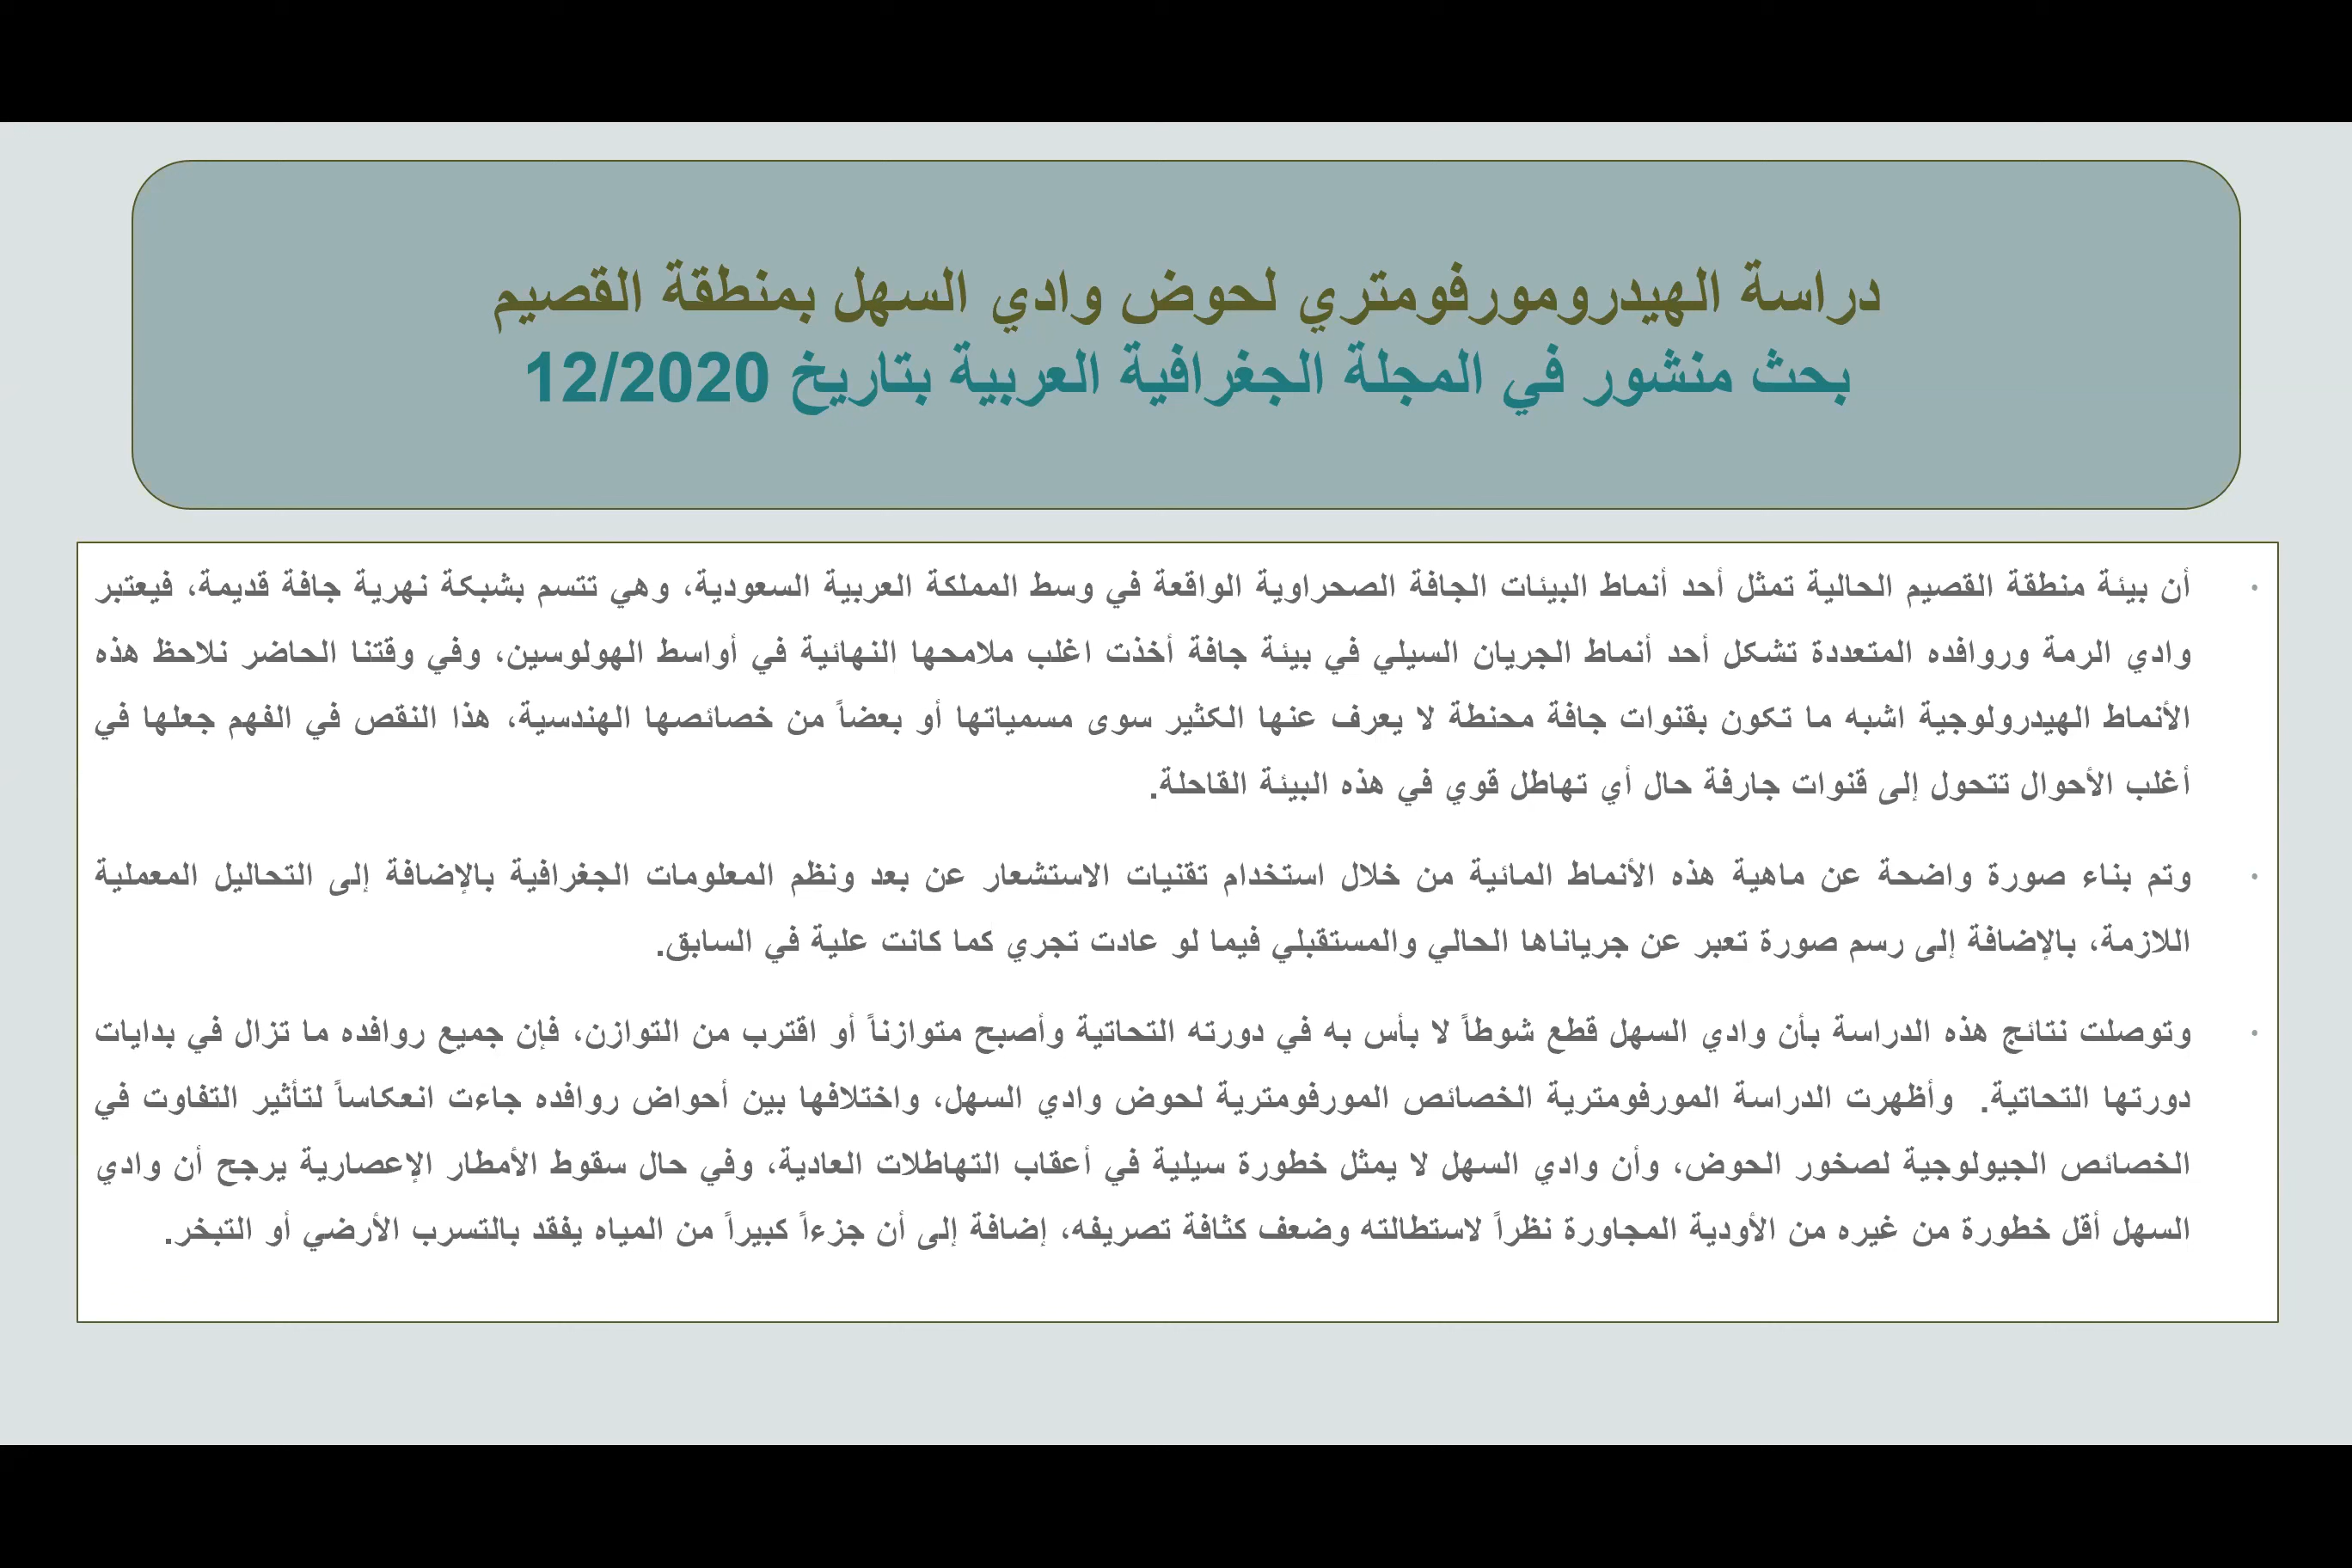 دراسة الهيدرومورفومتري لحوض وادي السهل بمنطقة القصيم
بحث منشور في المجلة الجغرافية العربية بتاريخ 12/2020
• أن بيئة منطقة القصيم الحالية تمثل أحد أنماط البيئات الجافة الصحراوية الواقعة في وسط المملكة العربية السعودية، وهي تتسم بشبكة نهرية جافة قديمة، فيعتبر
وادي الرمة وروافده المتعددة تشكل أحد أنماط الجريان السيلي في بيئة جافة أخذت اغلب ملامحها النهائية في أواسط الهولوسين، وفي وقتنا الحاضر نلاحظ هذه
الأنماط الهيدرولوجية اشبه ما تكون بقنوات جافة محنطة لا يعرف عنها الكثير سوى مسمياتها أو بعضاً من خصائصها الهندسية، هذا النقص في الفهم جعلها في
أغلب الأحوال تتحول إلى قنوات جارفة حال أي تهاطل قوي في هذه البيئة القاحلة.
• وتم بناء صورة واضحة عن ماهية هذه الأنماط المائية من خلال استخدام تقنيات الاستشعار عن بعد ونظم المعلومات الجغرافية بالإضافة إلى التحاليل المعملية
اللازمة، بالإضافة إلى رسم صورة تعبر عن جرياناها الحالي والمستقبلي فيما لو عادت تجري كما كانت علية في السابق.
• وتوصلت نتائج هذه الدراسة بأن وادي السهل قطع شوطاً لا بأس به في دورته التحاتية وأصبح متوازناً أو اقترب من التوازن، فإن جميع روافده ما تزال في بدايات
دورتها التحاتية. وأظهرت الدراسة المورفومترية الخصائص المورفومترية لحوض وادي السهل، واختلافها بين أحواض روافده جاءت انعكاساً لتأثير التفاوت في
الخصائص الجيولوجية لصخور الحوض، وأن وادي السهل لا يمثل خطورة سيلية في أعقاب التهاطلات العادية، وفي حال سقوط الأمطار الإعصارية يرجح أن وادي
السهل أقل خطورة من غيره من الأودية المجاورة نظراً لاستطالته وضعف كثافة تصريفه، إضافة إلى أن جزءاً كبيراً من المياه يفقد بالتسرب الأرضي أو التبخر.